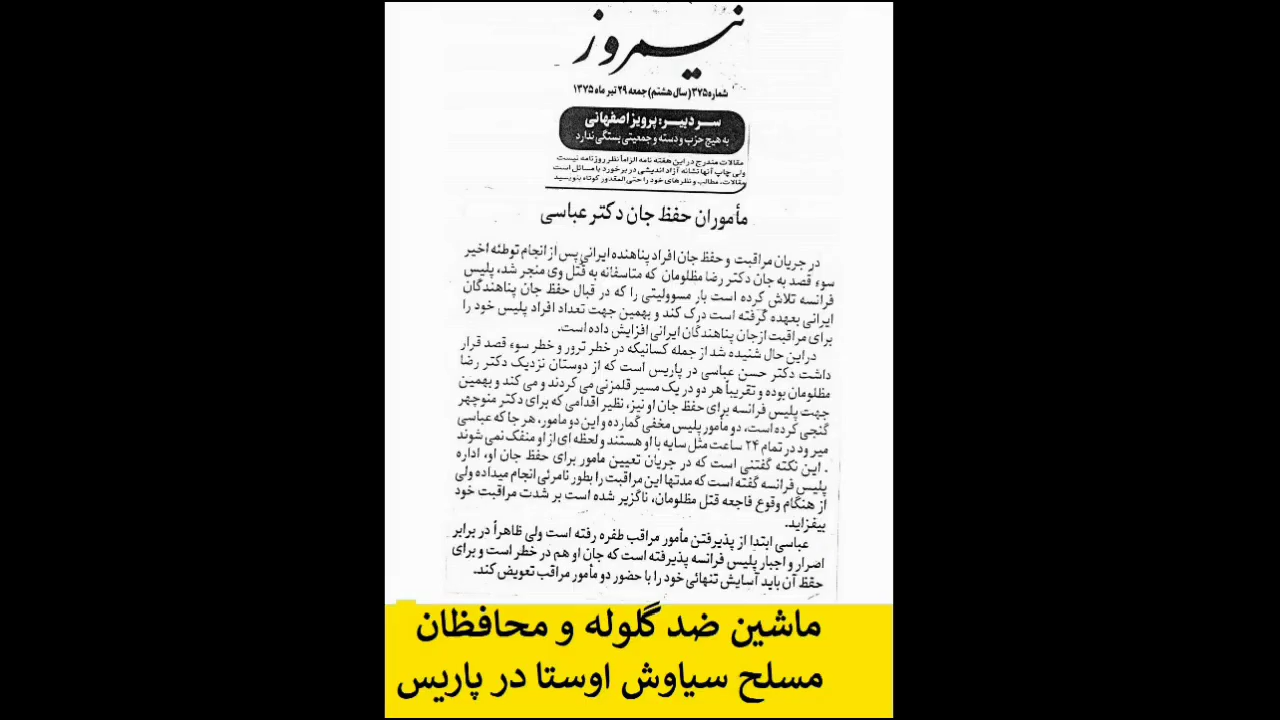 نیمروز
شماره ۳۷۵ (سال هشتم) جمعه ۲۹ تیر ماه ۱۳۷۵
سردبیر: پرویز اصفهانی
به هیچ حزب و دسته و جمعیتی بستگی ندارد
مقالات مندرج در این هفته نامه الزاماً نظر روزنامه نیست
ولی چاپ آنها نشانه آزاد اندیشی در برخورد با مسائل است
مقالات، مطالب و نظرهای خود را حتی المقدور کوتاه بنویسید
مأموران حفظ جان دکتر عباسی
در جریان مراقبت و حفظ جان افراد پناهنده ایرانی پس از انجام توطئه اخیر
سوء قصد به جان دکتر رضا مظلومان که متاسفانه به قتل وی منجر شد، پلیس
فرانسه تلاش کرده است بار مسوولیتی را که در قبال حفظ جان پناهندگان
ایرانی بعهده گرفته است درک کند و بهمین جهت تعداد افراد پلیس خود را
برای مراقبت از جان پناهندگان ایرانی افزایش داده است.
دراین حال شنیده شد از جمله کسانیکه در خطر ترور و خطر سوء قصد قرار
داشت دکتر حسن عباسی در پاریس است که از دوستان نزدیک دکتر رضا
مظلومان بوده و تقریباً هر دو در یک مسیر قلمزنی می کردند و می کند و بهمین
جهت پلیس فرانسه برای حفظ جان او نیز، نظیر اقدامی که برای دکتر منوچهر
گنجی کرده است، دو مأمور پلیس مخفی گمارده و این دو مامور، هر جا که عباسی
میرود در تمام ۲۴ ساعت مثل سایه با او هستند و لحظه ای از او منفک نمی شوند
. این نکته گفتنی است که در جریان تعیین مامور برای حفظ جان او، اداره
پلیس فرانسه گفته است که مدتها این مراقبت را بطور نامرئی انجام میداده ولی
از هنگام وقوع فاجعه قتل مظلومان، ناگزیر شده است بر شدت مراقبت خود
بیفزاید.
عباسی ابتدا از پذیرفتن مأمور مراقب طفره رفته است ولی ظاهراً در برابر
اصرار و اجبار پلیس فرانسه پذیرفته است که جان او هم در خطر است و برای
حفظ آن باید آسایش تنهائی خود را با حضور دو مأمور مراقب تعویض کند.
ماشین ضد گلوله و محافظان
مسلح سیاوش اوستا در پاریس